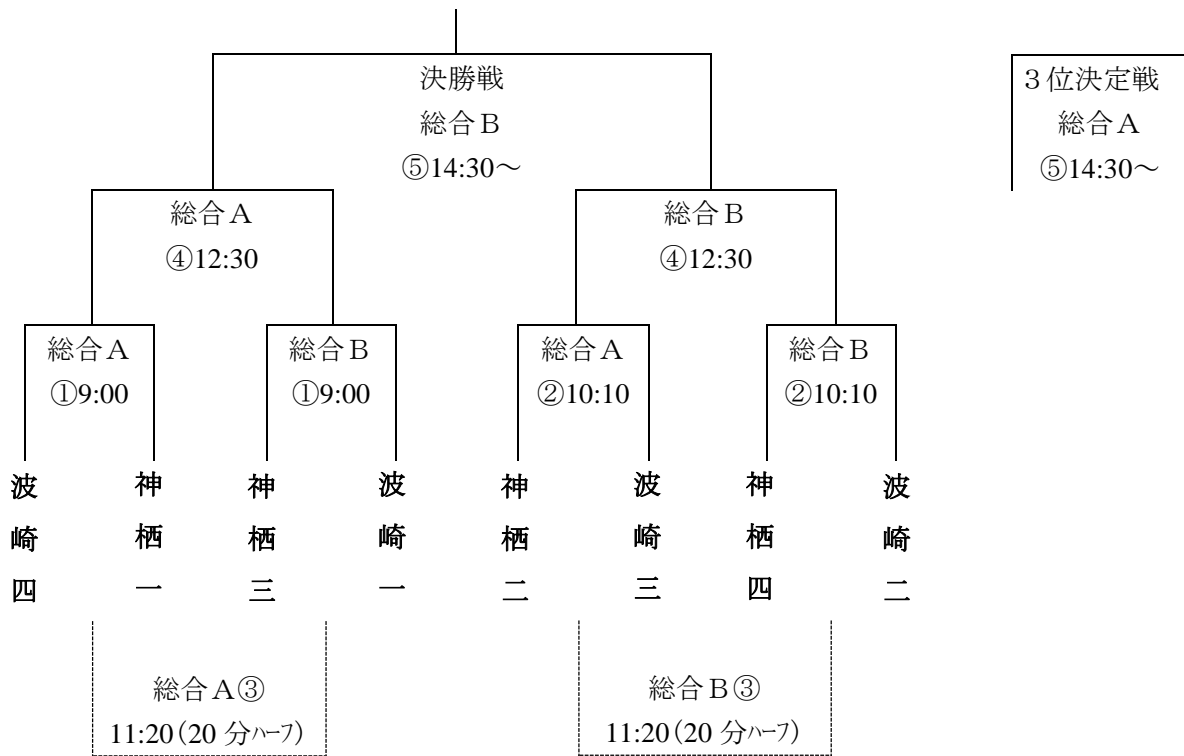 決勝戦
総合B
⑤14:30～
3位決定戦
総合A
⑤14:30～
総合A
④12:30
総合B
④12:30
総合A
①9:00
総合B
①9:00
総合A
②10:10
総合B
②10:10
波崎四
神栖一
神栖三
波崎一
神栖二
波崎三
神栖四
波崎二
総合A③
11:20(20分ハーフ)
総合B③
11:20(20分ハーフ)